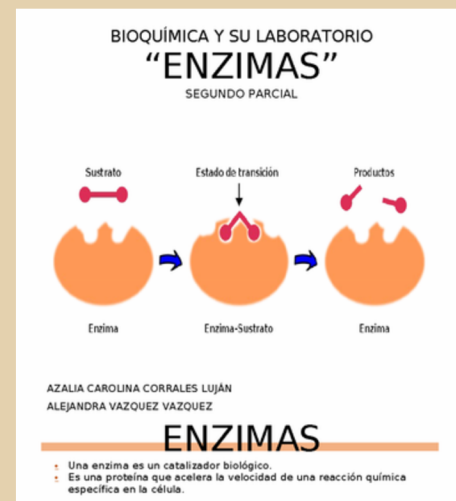 BIOQUÍMICA Y SU LABORATORIO
“ENZIMAS”
SEGUNDO PARCIAL
Sustrato
Estado de transición
Productos
Enzima
Enzima-Sustrato
Enzima
AZALIA CAROLINA CORRALES LUJÁN
ALEJANDRA VAZQUEZ VAZQUEZ
ENZIMAS
Una enzima es un catalizador biológico.
Es una proteína que acelera la velocidad de una reacción química
específica en la célula.